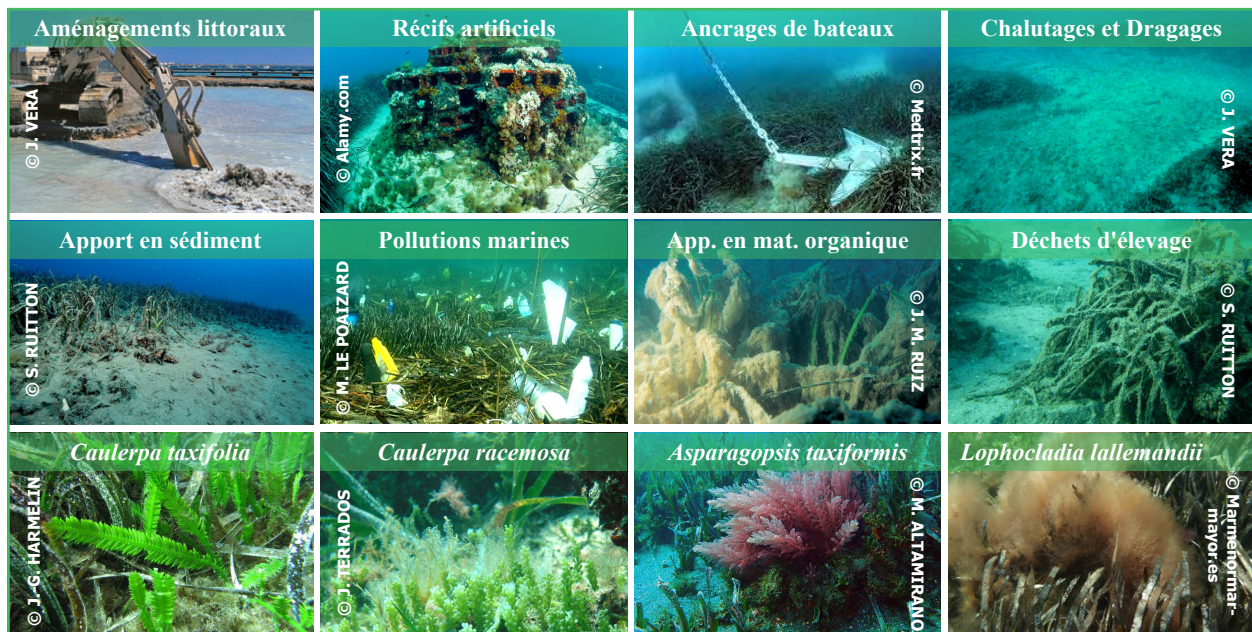 Aménagements littoraux
© J. VERA
Récifs artificiels
© Alamy.com
Ancrages de bateaux
© Medtrix.fr
Chalutages et Dragages
© J. VERA
Apport en sédiment
© S. RUITTON
Pollutions marines
© M. LE POAIZARD
App. en mat. organique
© J. M. RUIZ
Déchets d'élevage
© S. RUITTON
Caulerpa taxifolia
© J.-G. HARMELIN
Caulerpa racemosa
© J. TERRADOS
Asparagopsis taxiformis
© M. ALTAMIRANO
Lophocladia lallemandii
© Marmenormar-
mayor.es